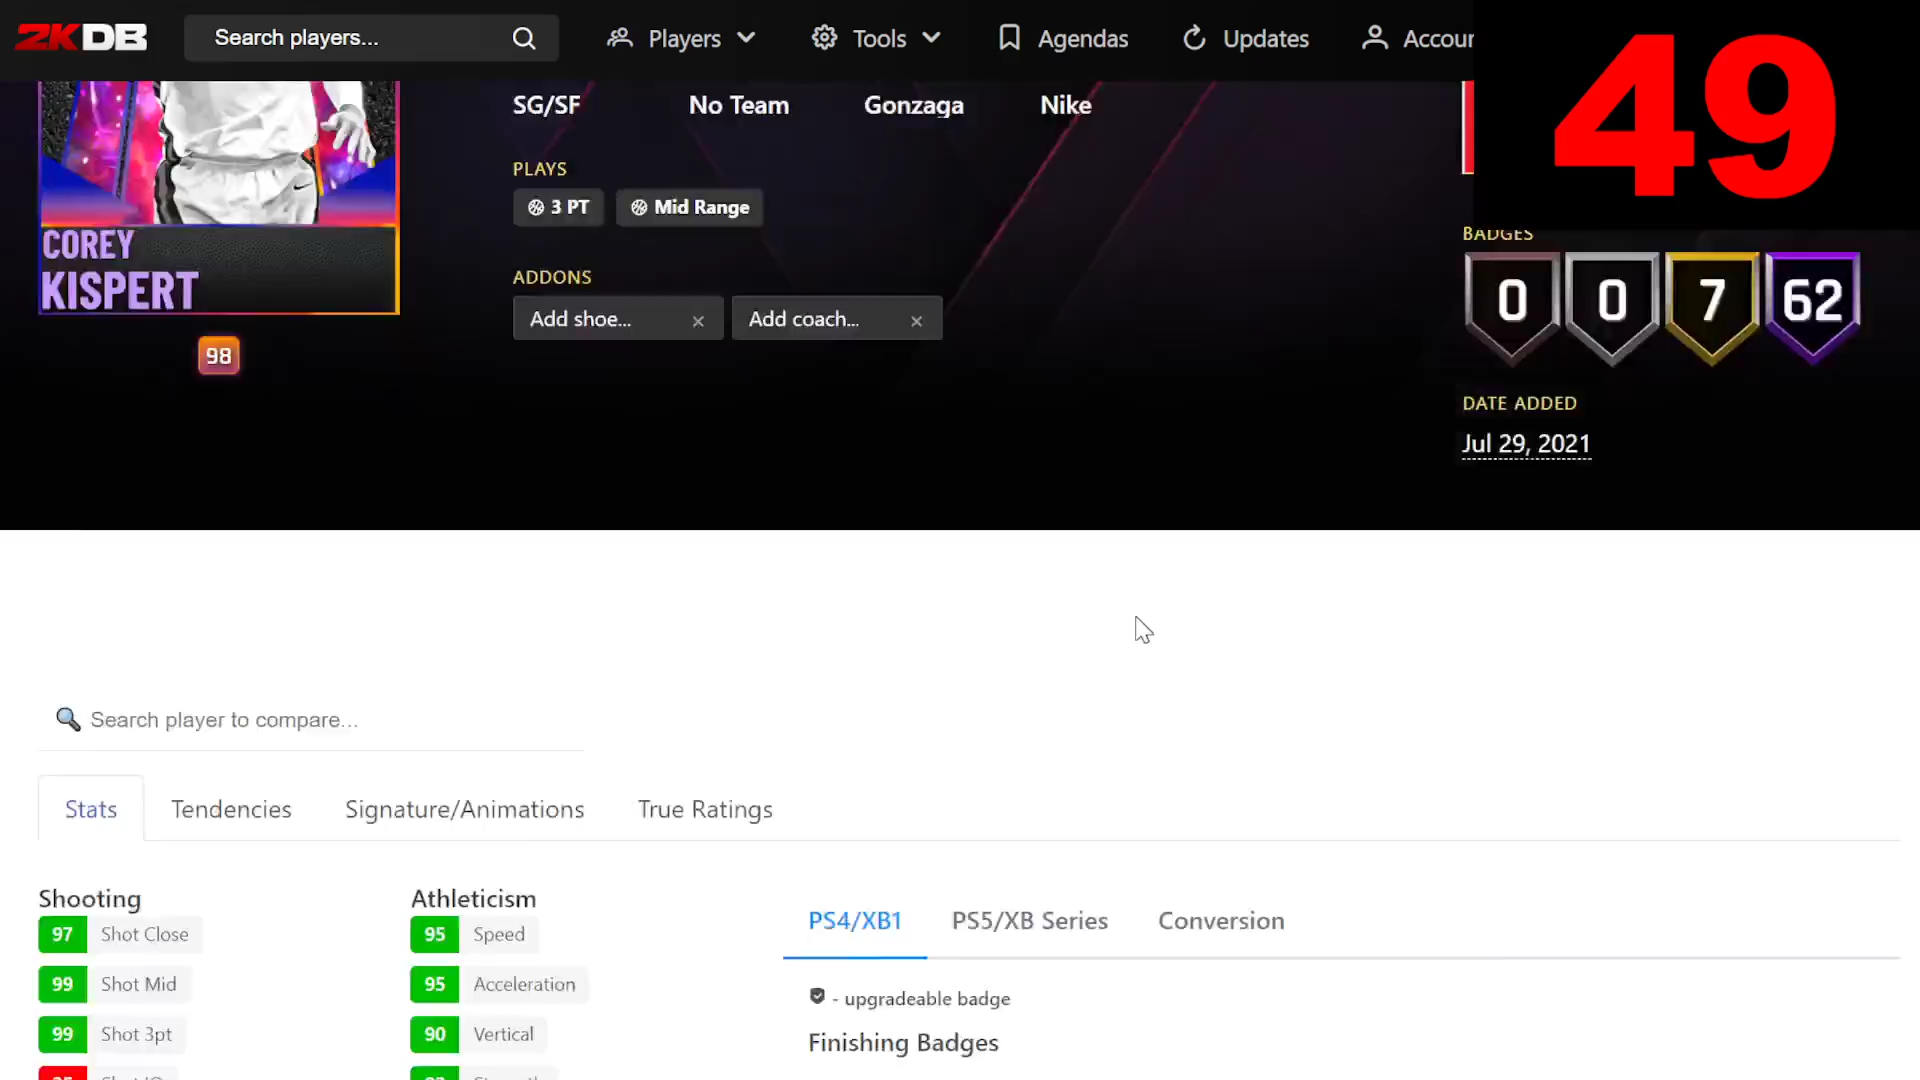 2KDB
Search players...
Players
Tools
Agendas
Updates
Accoun
49
SG/SF
No Team
Gonzaga
Nike
PLAYS
3 PT
Mid Range
ADDONS
Add shoe... ×
Add coach... ×
COREY
KISPERT
98
BADGES
0
0
7
62
DATE ADDED
Jul 29, 2021
Search player to compare...
Stats
Tendencies
Signature/Animations
True Ratings
Shooting
97 Shot Close
99 Shot Mid
99 Shot 3pt
Athleticism
95 Speed
95 Acceleration
90 Vertical
PS4/XB1
PS5/XB Series
Conversion
- upgradeable badge
Finishing Badges